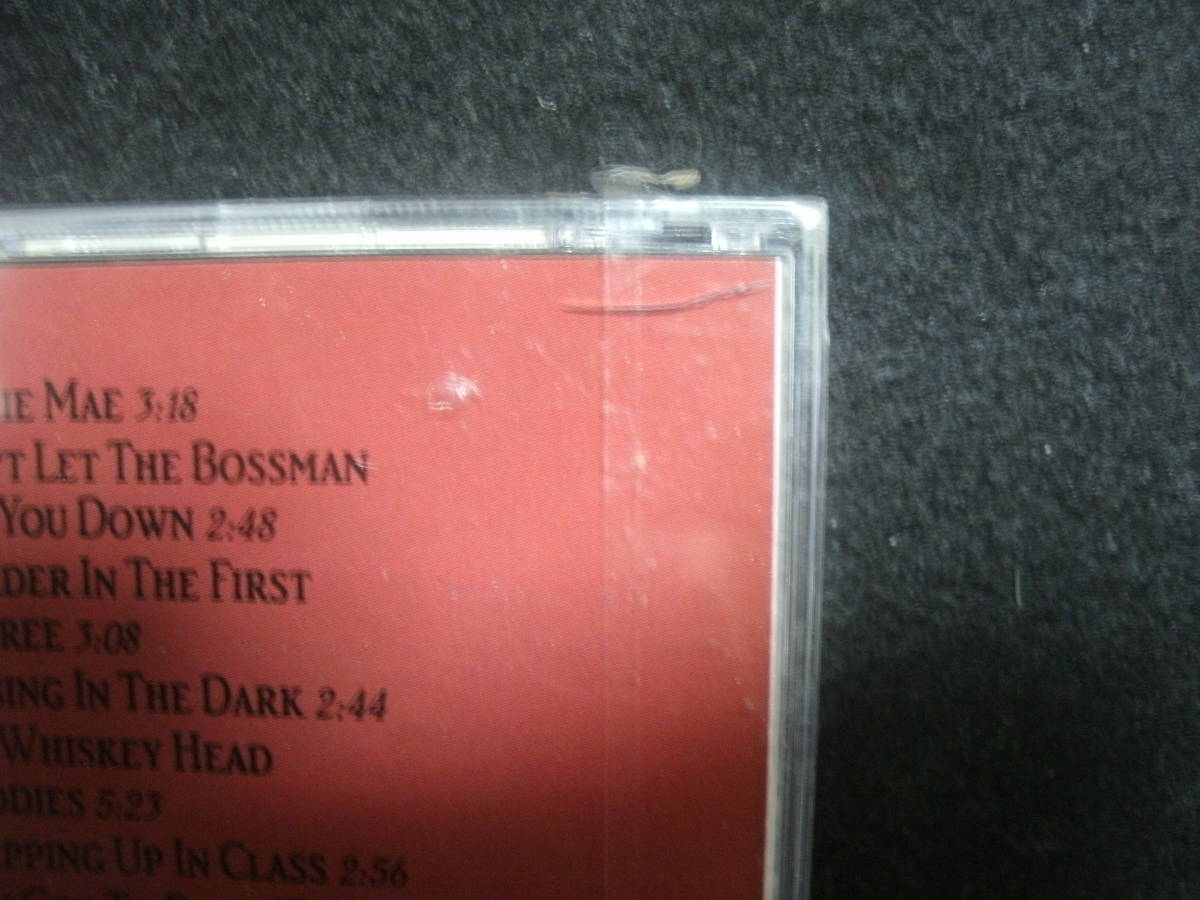 IE MAE 3:18
'T LET THE BOSSMAN
YOU DOWN 2:48
DER IN THE FIRST
REE 3:08
SING IN THE DARK 2:44
WHISKEY HEAD
DDIES 5:23
PPING UP IN CLASS 2:56